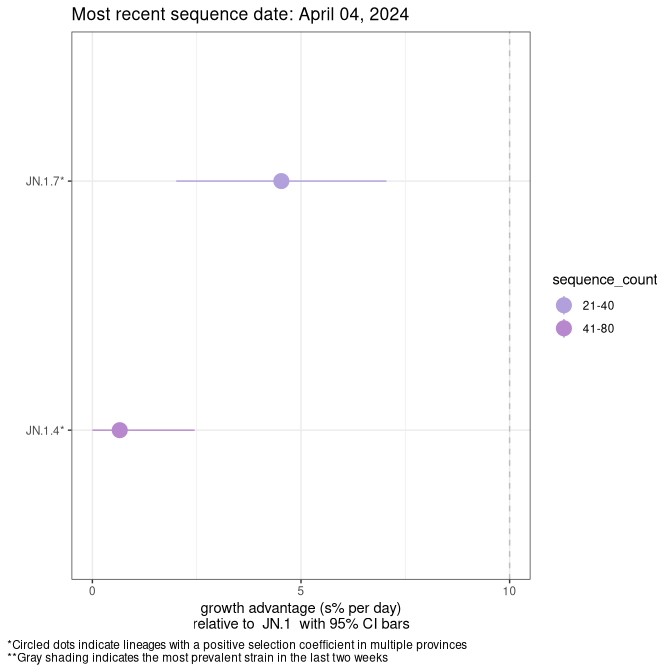 Most recent sequence date: April 04, 2024
JN.1.7*
JN.1.4*
sequence_count
21-40
41-80
0 5 10
growth advantage (s% per day)
relative to JN.1 with 95% CI bars
*Circled dots indicate lineages with a positive selection coefficient in multiple provinces
**Gray shading indicates the most prevalent strain in the last two weeks